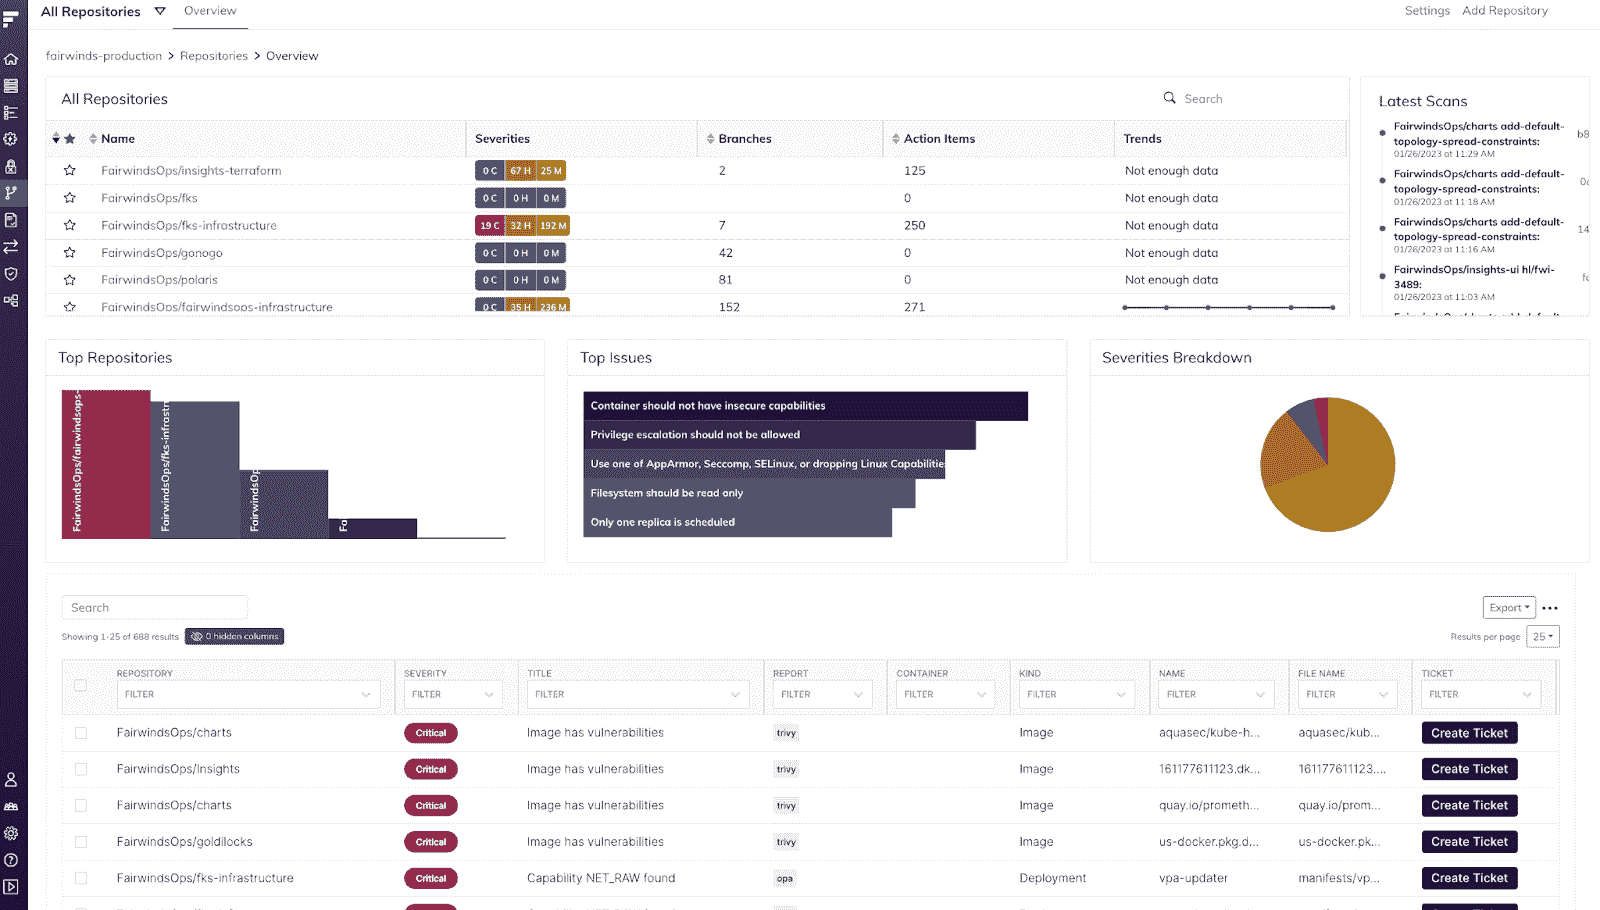 All Repositories
Overview
Settings
Add Repository
fairwinds-production > Repositories > Overview
All Repositories
Search
Name
Severities
Branches
Action Items
Trends
FairwindsOps/insights-terraform
0 C 67 H 25 M
2
125
Not enough data
FairwindsOps/fks
0 C 0 H 0 M
0
Not enough data
FairwindsOps/fks-infrastructure
19 C 32 H 192 M
7
250
Not enough data
FairwindsOps/gonogo
0 C 0 H 0 M
42
0
Not enough data
FairwindsOps/polaris
0 C 0 H 0 M
81
0
Not enough data
FairwindsOps/fairwindsops-infrastructure
0 C 35 H 236 M
152
271
Latest Scans
FairwindsOps/charts add-default-
topology-spread-constraints:
01/26/2023 at 11:29 AM
b8
FairwindsOps/charts add-default-
topology-spread-constraints:
01/26/2023 at 11:18 AM
FairwindsOps/charts add-default-
topology-spread-constraints:
01/26/2023 at 11:16 AM
14
FairwindsOps/insights-ui hl/fwi-
3489:
01/26/2023 at 11:03 AM
Top Repositories
FairwindsOps/fairwindsops-
FairwindsOps/fks-infrastr
FairwindsOp
Fa
Top Issues
Container should not have insecure capabilities
Privilege escalation should not be allowed
Use one of AppArmor, Seccomp, SELinux, or dropping Linux Capabilities
Filesystem should be read only
Only one replica is scheduled
Severities Breakdown
Search
Export
Showing 1-25 of 688 results
0 hidden columns
Results per page 25
REPOSITORY
SEVERITY
TITLE
REPORT
CONTAINER
KIND
NAME
FILE NAME
TICKET
FILTER
FILTER
FILTER
FILTER
FILTER
FILTER
FILTER
FILTER
FILTER
FairwindsOps/charts
Critical
Image has vulnerabilities
trivy
Image
aquasec/kube-h...
aquasec/kub...
Create Ticket
FairwindsOps/Insights
Critical
Image has vulnerabilities
trivy
Image
161177611123.dk...
161177611123....
Create Ticket
FairwindsOps/charts
Critical
Image has vulnerabilities
trivy
Image
quay.io/prometh...
quay.io/prom...
Create Ticket
FairwindsOps/goldilocks
Critical
Image has vulnerabilities
trivy
Image
us-docker.pkg.d...
us-docker.pk...
Create Ticket
FairwindsOps/fks-infrastructure
Critical
Capability NET_RAW found
opa
Deployment
vpa-updater
manifests/vp...
Create Ticket